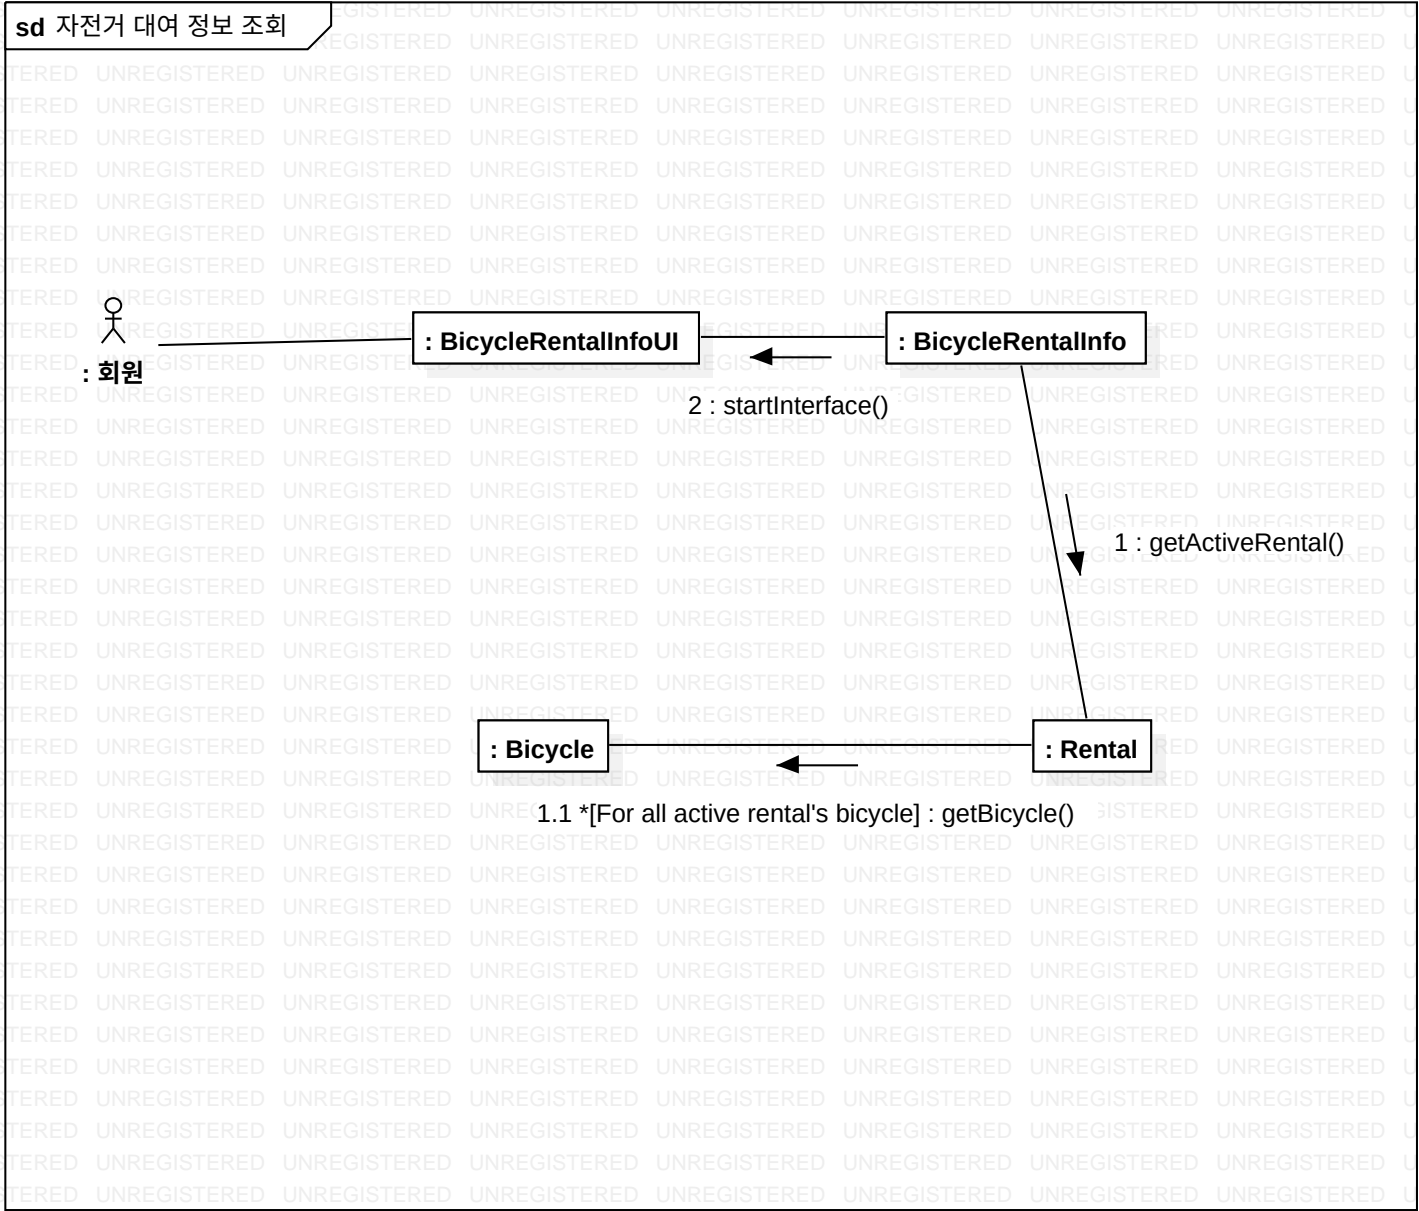 sd 자전거 대여 정보 조회
: 회원
: BicycleRentalInfoUI
: BicycleRentalInfo
2 : startInterface()
1 : getActiveRental()
: Bicycle
: Rental
1.1 *[For all active rental's bicycle] : getBicycle()
UNREGISTERED